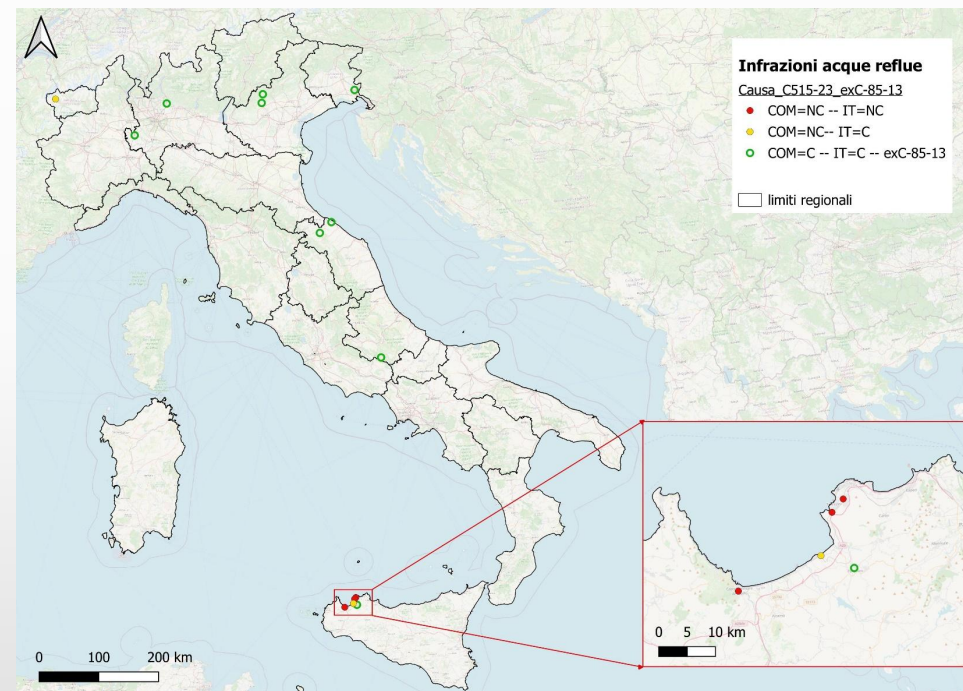 Infrazioni acque reflue
Causa_C515-23_exC-85-13
COM=NC -- IT=NC
COM=NC-- IT=C
COM=C -- IT=C -- exC-85-13
limiti regionali
0 5 10 km
0 100 200 km